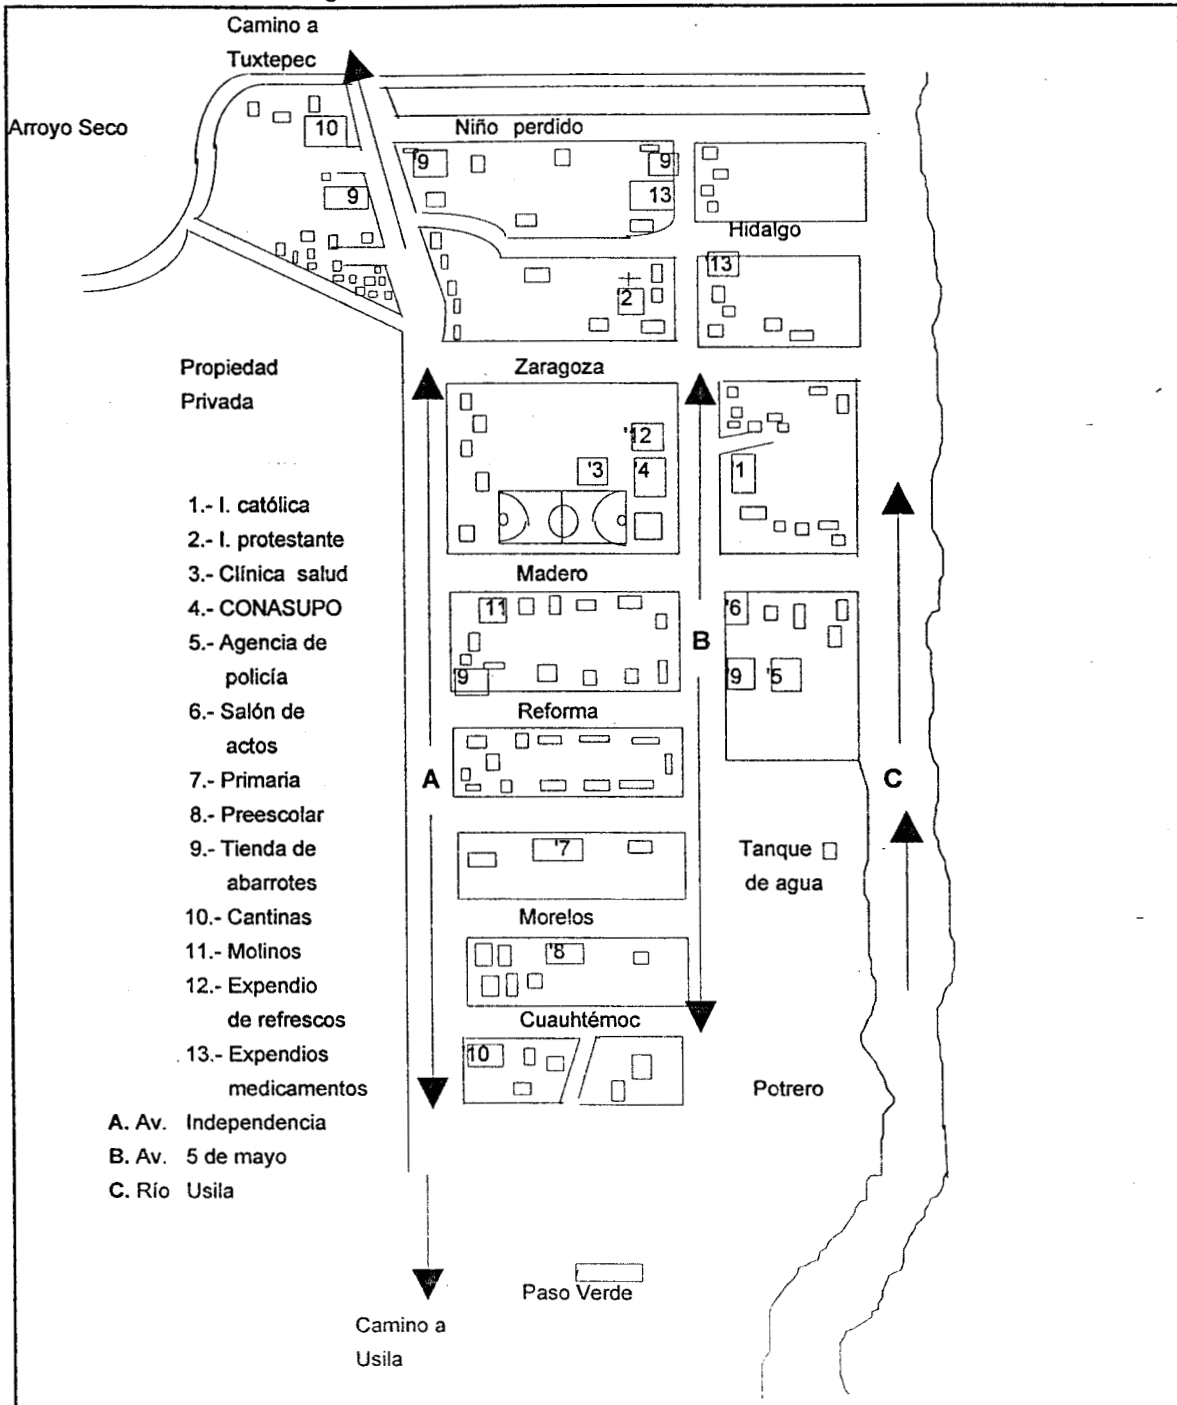 Camino a
Tuxtepec
Arroyo Seco
10
Niño perdido
'9
9
9
13
Hidalgo
13
'2
Propiedad
Privada
Zaragoza
'12
'3
'4
'1
1.- I. católica
2.- I. protestante
3.- Clínica salud
4.- CONASUPO
5.- Agencia de
policía
6.- Salón de
actos
7.- Primaria
8.- Preescolar
9.- Tienda de
abarrotes
10.- Cantinas
11.- Molinos
12.- Expendio
de refrescos
13.- Expendios
medicamentos
A. Av. Independencia
B. Av. 5 de mayo
C. Río Usila
Madero
11
'6
B
'9
'9
'5
Reforma
A
C
'7
Tanque
de agua
Morelos
'8
Cuauhtémoc
'10
Potrero
Paso Verde
Camino a
Usila